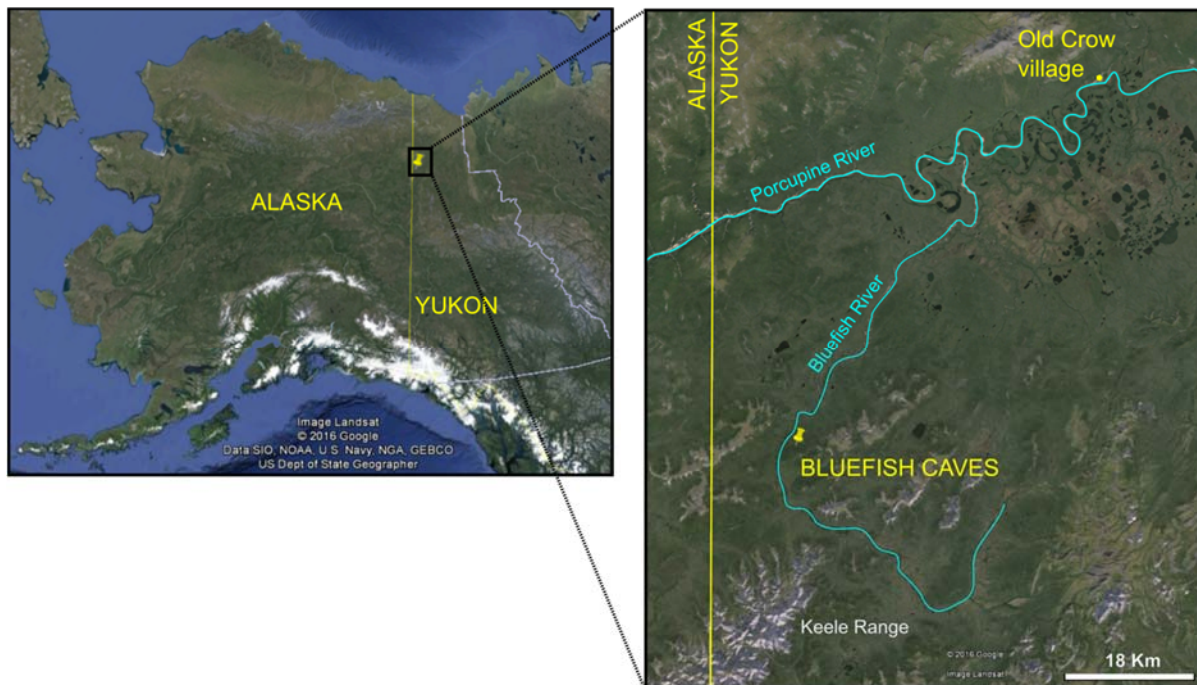 ALASKA
YUKON
Image Landsat
© 2016 Google
Data SIO, NOAA, U.S. Navy, NGA, GEBCO
US Dept of State Geographer
ALASKA
YUKON
Old Crow
village
Porcupine River
Bluefish River
BLUEFISH CAVES
Keele Range
© 2016 Google
Image Landsat
18 Km